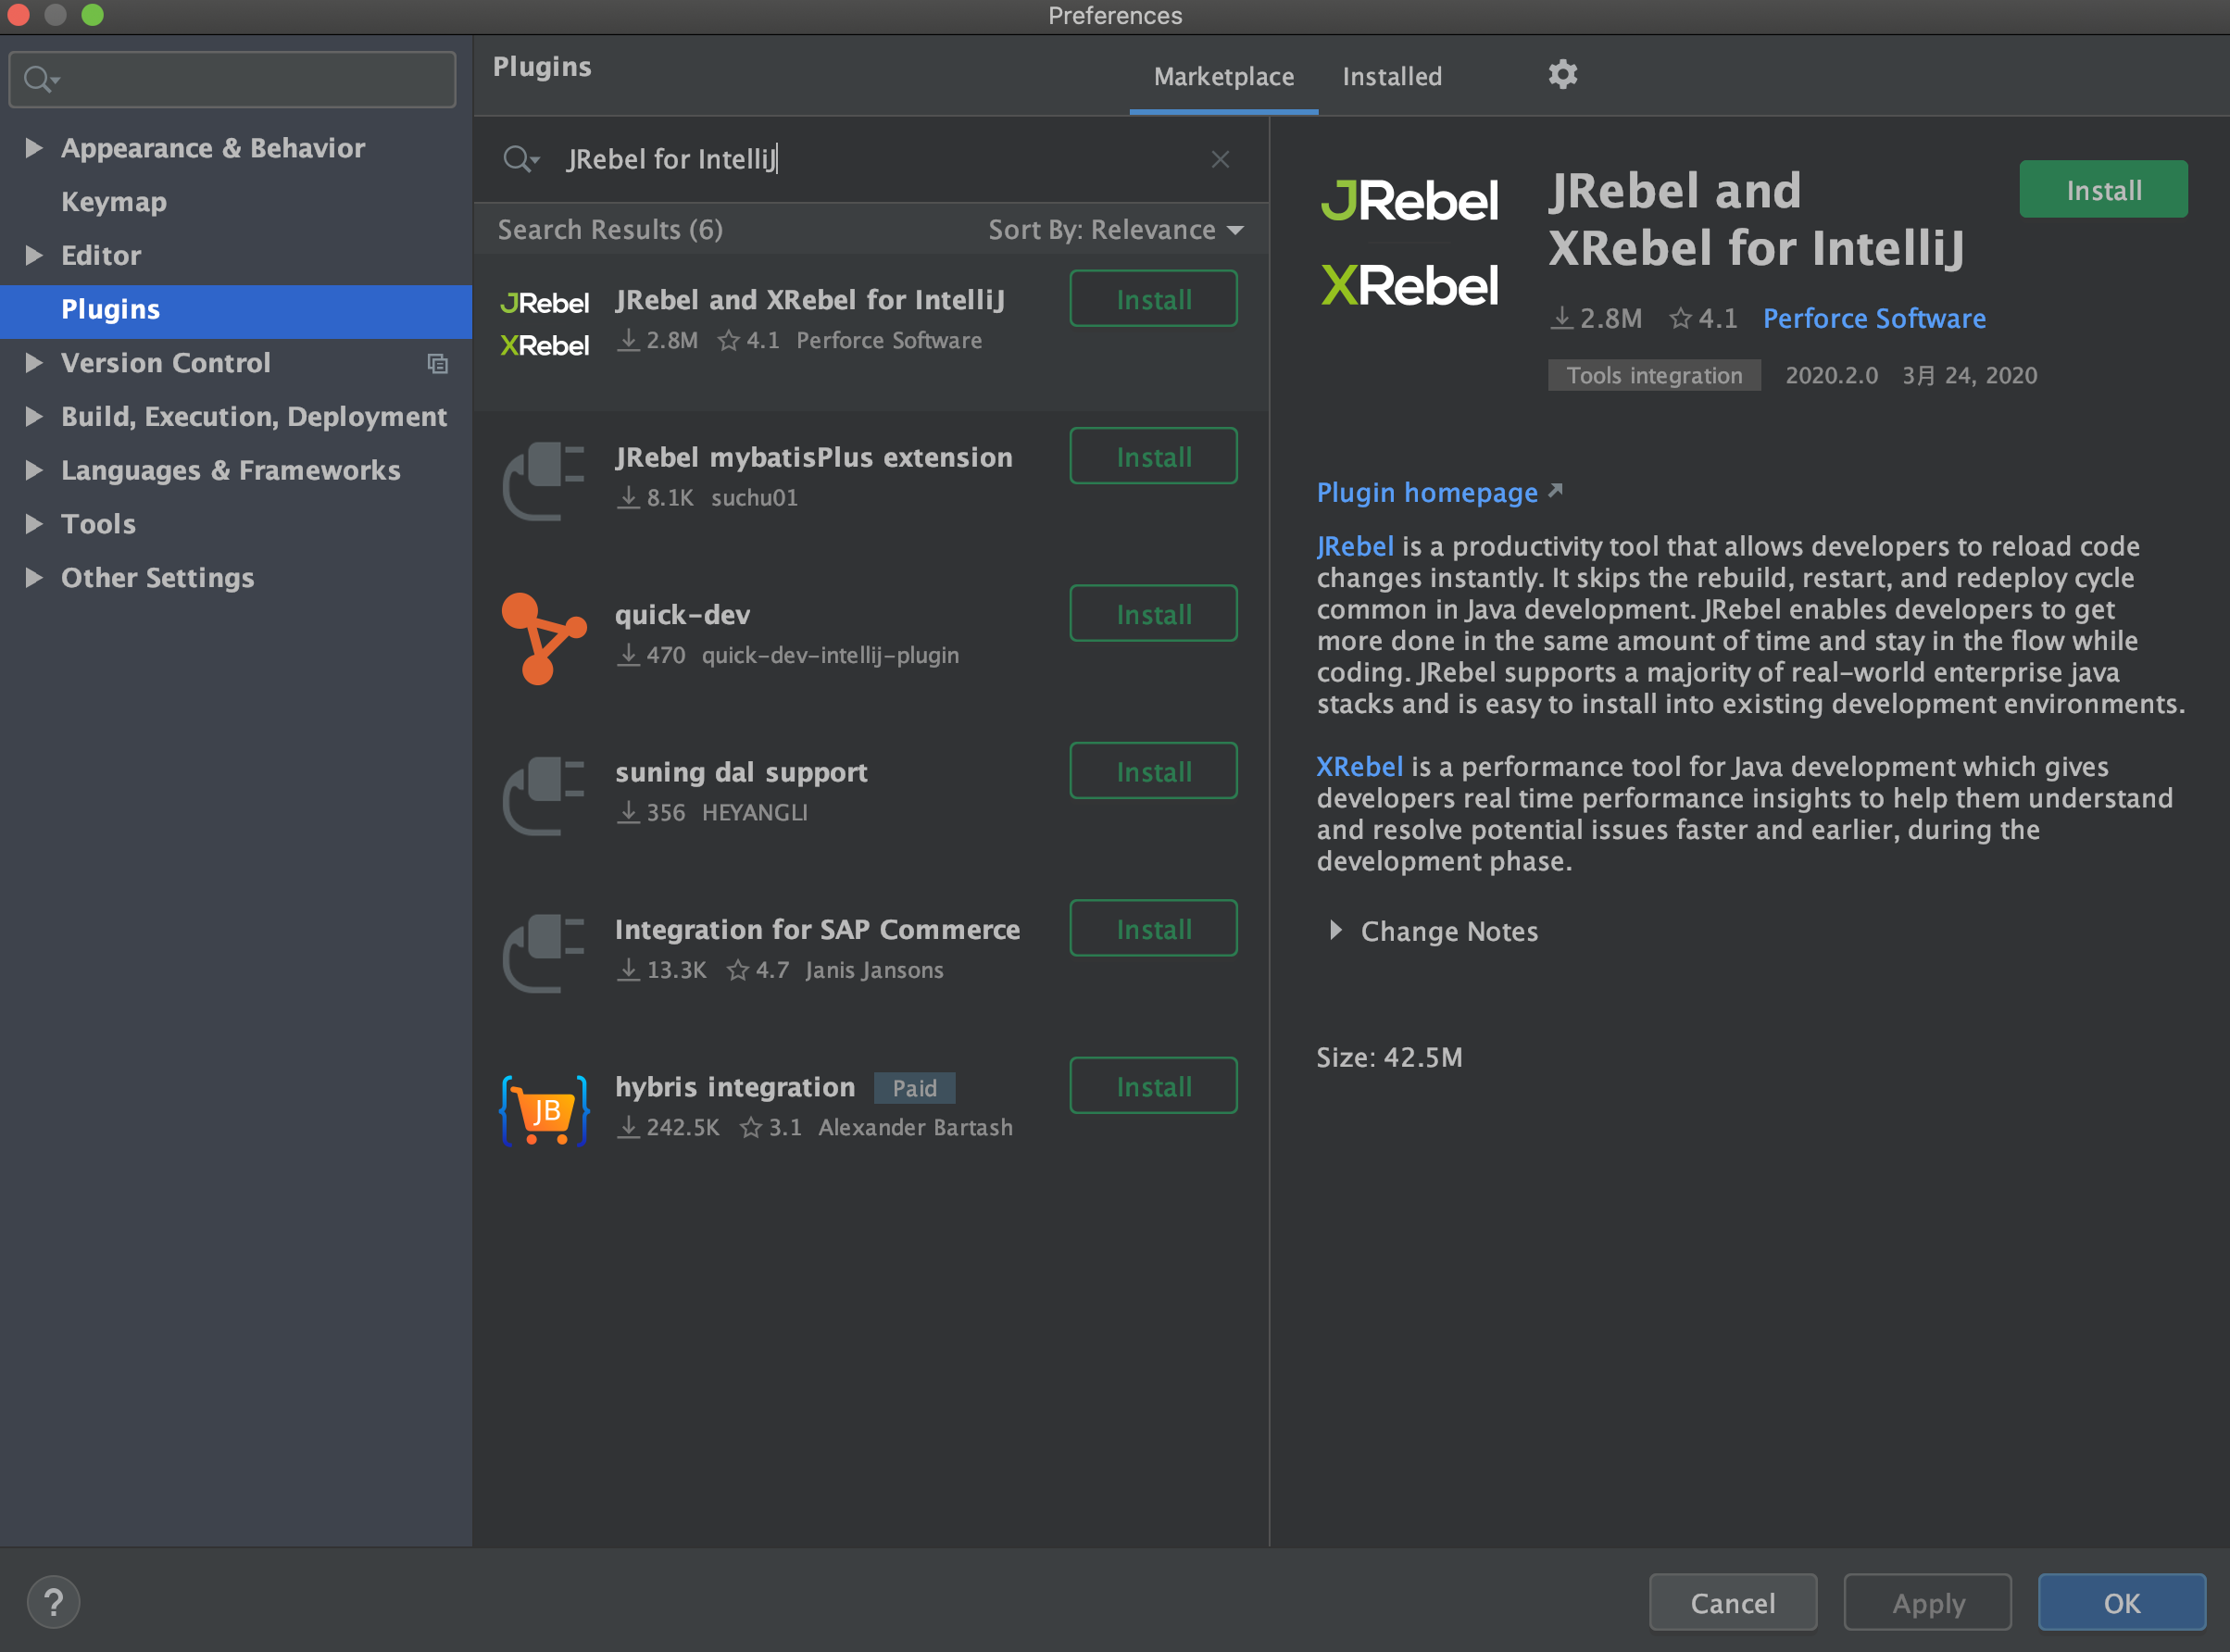 Preferences
Plugins
Marketplace
Installed
Appearance & Behavior
Keymap
Editor
Plugins
Version Control
Build, Execution, Deployment
Languages & Frameworks
Tools
Other Settings
JRebel for IntelliJ
Search Results (6)
Sort By: Relevance
JRebel
XRebel
JRebel and XRebel for IntelliJ
2.8M 4.1 Perforce Software
Install
JRebel mybatisPlus extension
8.1K suchu01
Install
quick-dev
470 quick-dev-intellij-plugin
Install
suning dal support
356 HEYANGLI
Install
Integration for SAP Commerce
13.3K 4.7 Janis Jansons
Install
JB
hybris integration Paid
242.5K 3.1 Alexander Bartash
Install
JRebel
XRebel
JRebel and
XRebel for IntelliJ
Install
2.8M 4.1 Perforce Software
Tools integration 2020.2.0 3月 24, 2020
Plugin homepage
JRebel is a productivity tool that allows developers to reload code
changes instantly. It skips the rebuild, restart, and redeploy cycle
common in Java development. JRebel enables developers to get
more done in the same amount of time and stay in the flow while
coding. JRebel supports a majority of real-world enterprise java
stacks and is easy to install into existing development environments.
XRebel is a performance tool for Java development which gives
developers real time performance insights to help them understand
and resolve potential issues faster and earlier, during the
development phase.
Change Notes
Size: 42.5M
?
Cancel
Apply
OK